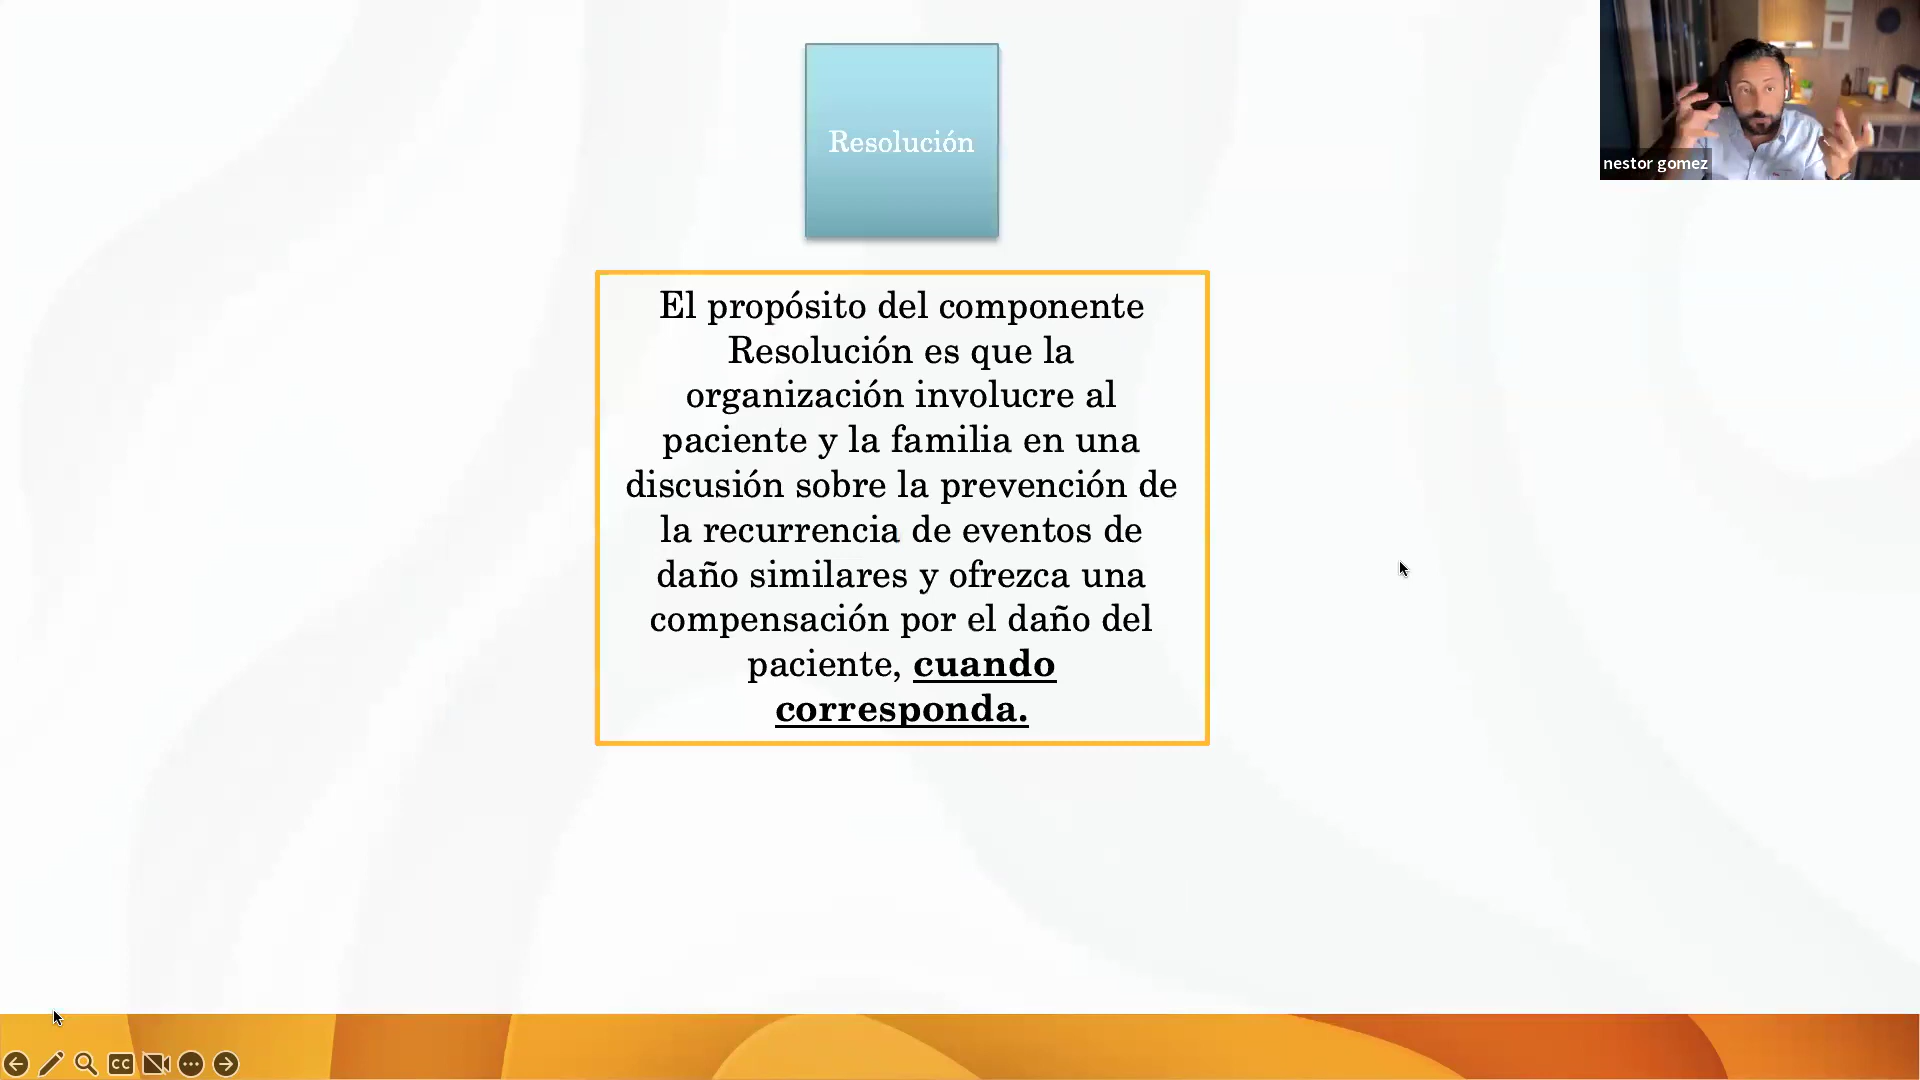 Resolución
nestor gomez
El propósito del componente
Resolución es que la
organización involucre al
paciente y la familia en una
discusión sobre la prevención de
la recurrencia de eventos de
daño similares y ofrezca una
compensación por el daño del
paciente, cuando
corresponda.
CC